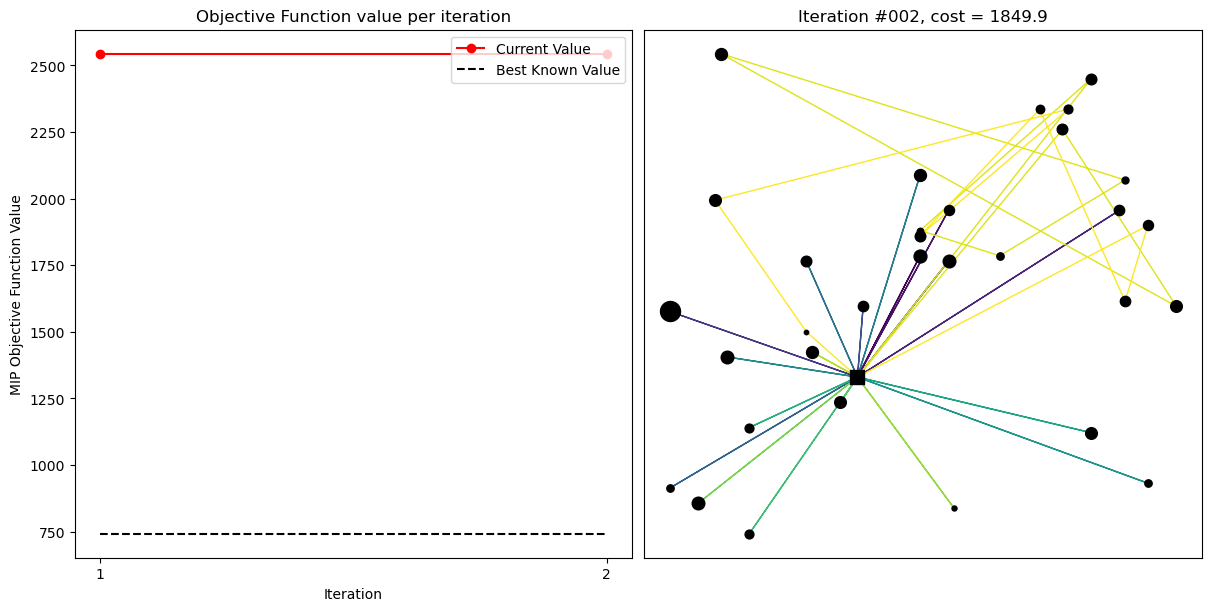 Objective Function value per iteration
Current Value
Best Known Value
2500
2250
2000
1750
1500
1250
1000
750
MIP Objective Function Value
1
2
Iteration
Iteration #002, cost = 1849.9